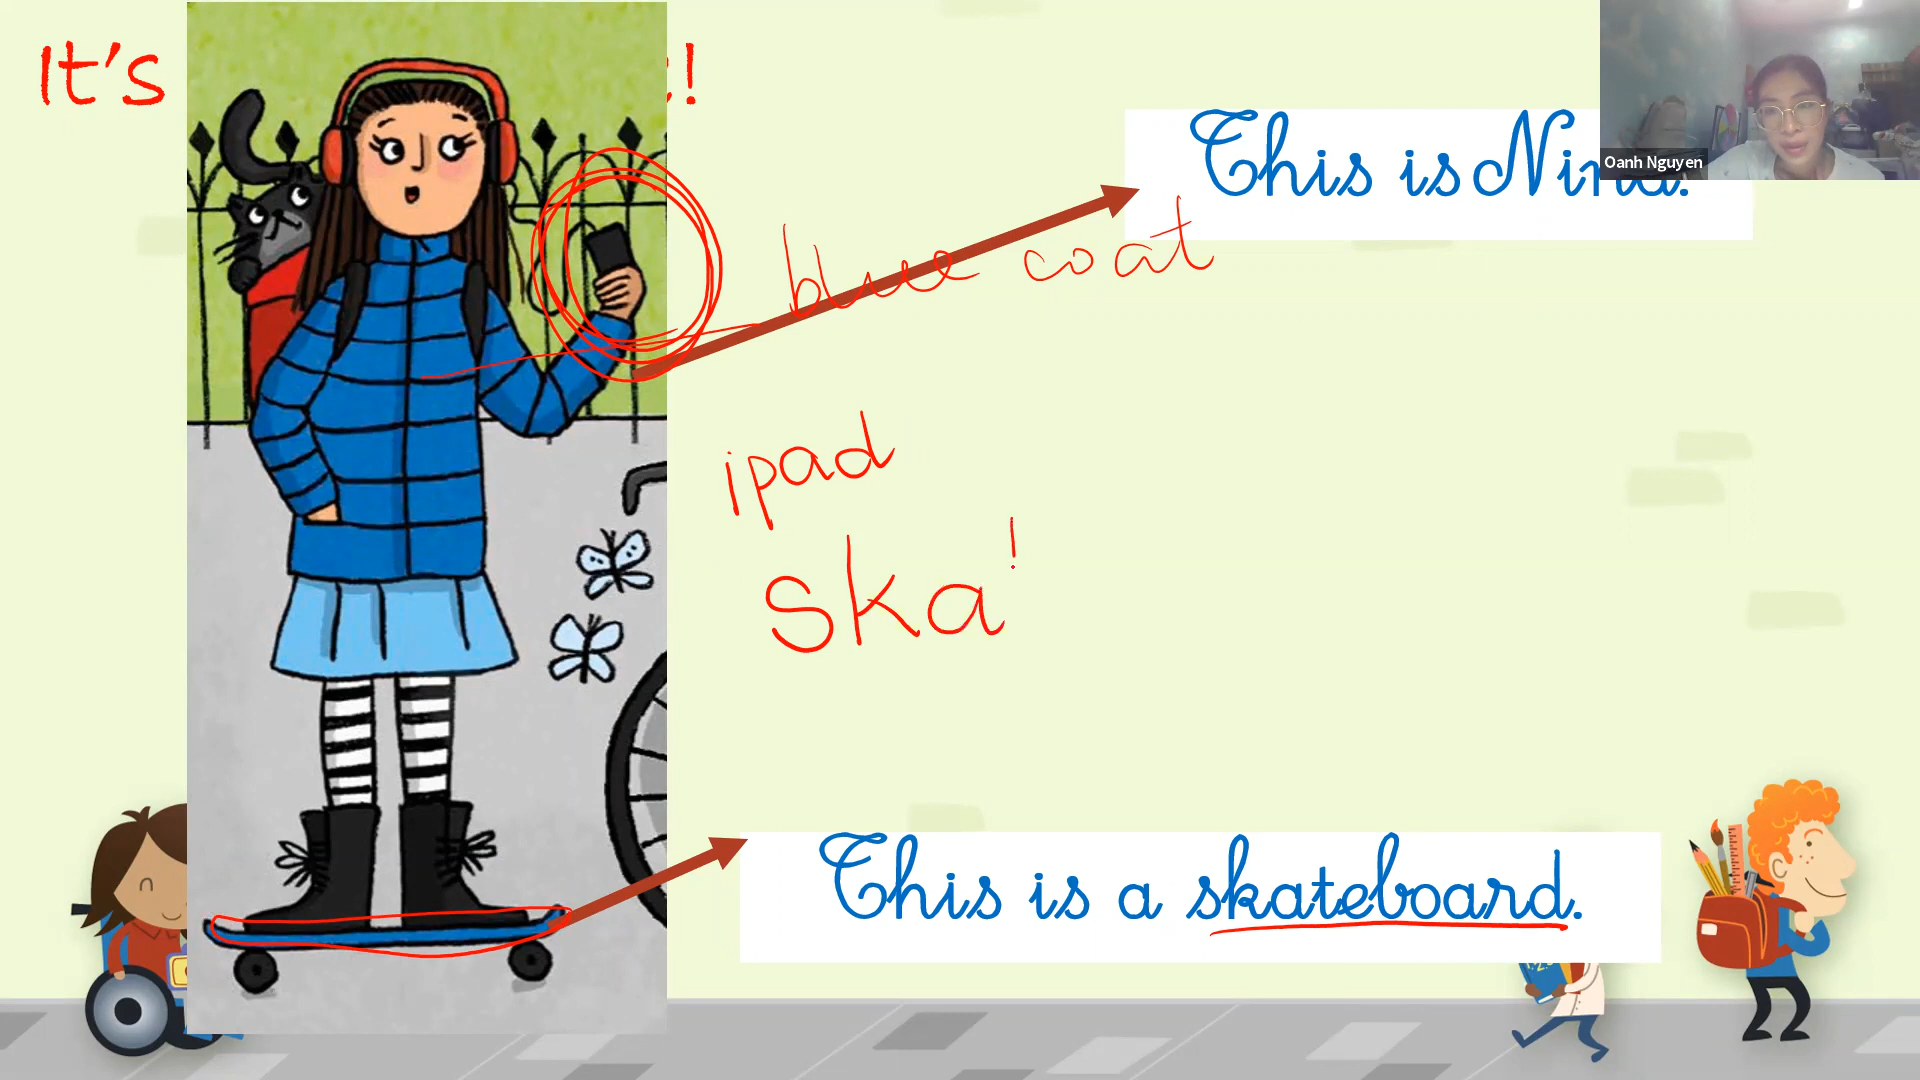 It's !
This is Nina.
Oanh Nguyen
blue coat
ipad
ska'
This is a skateboard.